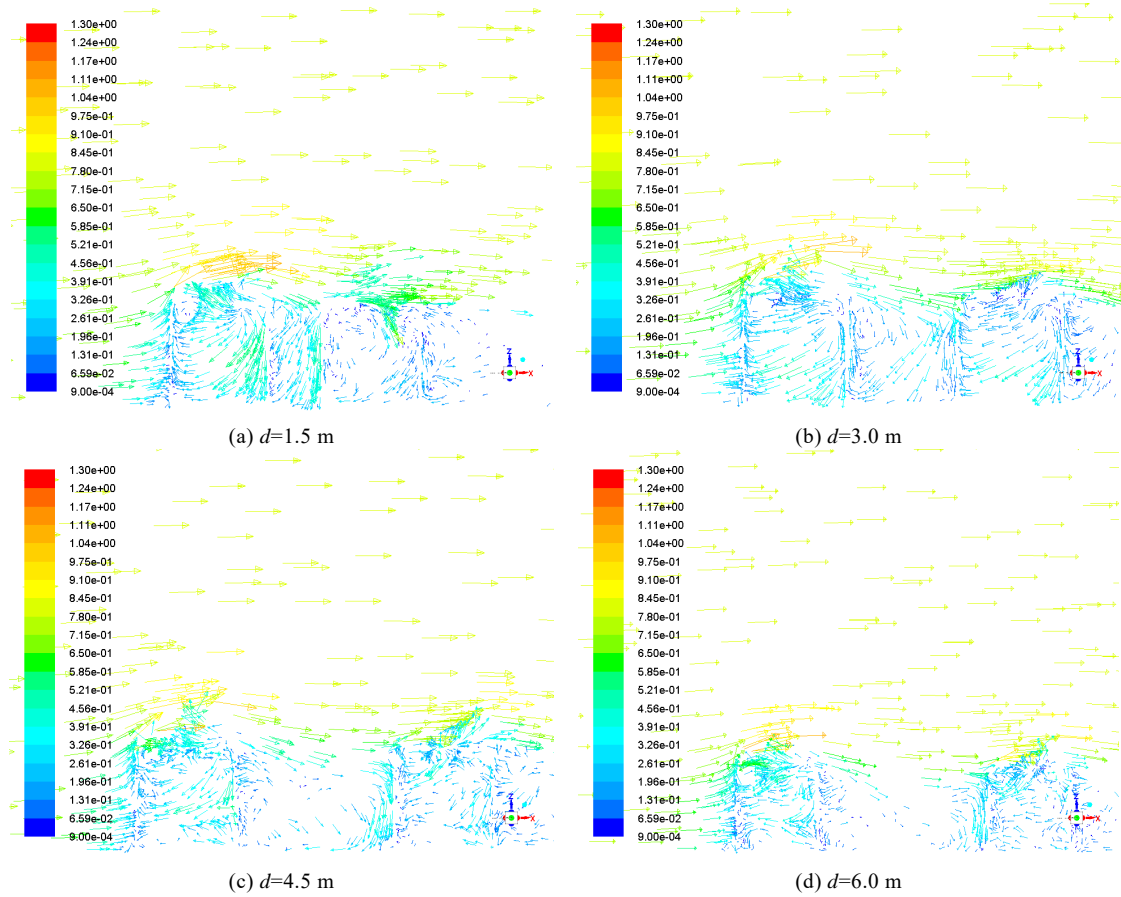 1.30e+00
1.24e+00
1.17e+00
1.11e+00
1.04e+00
9.75e-01
9.10e-01
8.45e-01
7.80e-01
7.15e-01
6.50e-01
5.85e-01
5.21e-01
4.56e-01
3.91e-01
3.26e-01
2.61e-01
1.96e-01
1.31e-01
6.59e-02
9.00e-04
Z
X
(a) d=1.5 m
1.30e+00
1.24e+00
1.17e+00
1.11e+00
1.04e+00
9.75e-01
9.10e-01
8.45e-01
7.80e-01
7.15e-01
6.50e-01
5.85e-01
5.21e-01
4.56e-01
3.91e-01
3.26e-01
2.61e-01
1.96e-01
1.31e-01
6.59e-02
9.00e-04
Z
X
(b) d=3.0 m
1.30e+00
1.24e+00
1.17e+00
1.11e+00
1.04e+00
9.75e-01
9.10e-01
8.45e-01
7.80e-01
7.15e-01
6.50e-01
5.85e-01
5.21e-01
4.56e-01
3.91e-01
3.26e-01
2.61e-01
1.96e-01
1.31e-01
6.59e-02
9.00e-04
Z
X
(c) d=4.5 m
1.30e+00
1.24e+00
1.17e+00
1.11e+00
1.04e+00
9.75e-01
9.10e-01
8.45e-01
7.80e-01
7.15e-01
6.50e-01
5.85e-01
5.21e-01
4.56e-01
3.91e-01
3.26e-01
2.61e-01
1.96e-01
1.31e-01
6.59e-02
9.00e-04
Z
X
(d) d=6.0 m